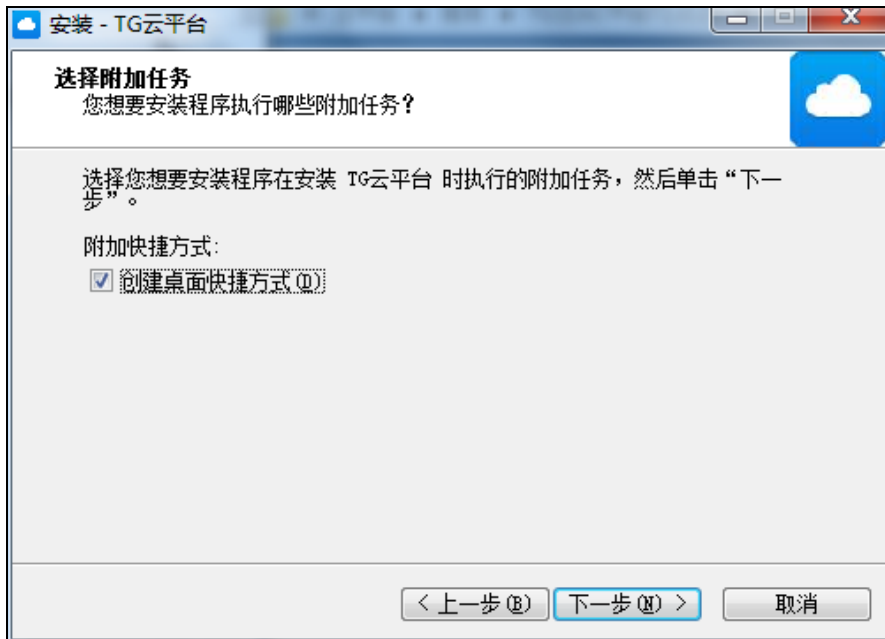 安装 - TG云平台
选择附加任务
您想要安装程序执行哪些附加任务？
选择您想要安装程序在安装 TG云平台 时执行的附加任务，然后单击“下一
步”。
附加快捷方式:
创建桌面快捷方式(D)
< 上一步(B) 下一步(N) > 取消